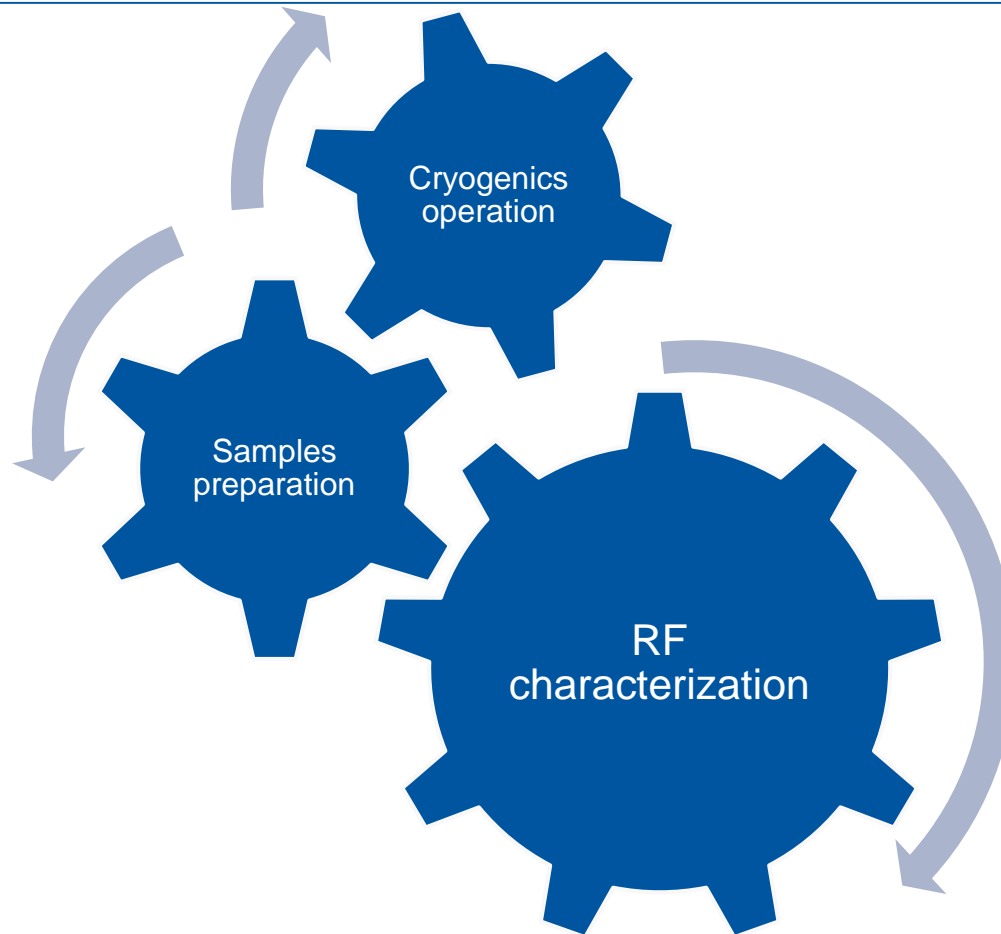 Cryogenics
operation
Samples
preparation
RF
characterization